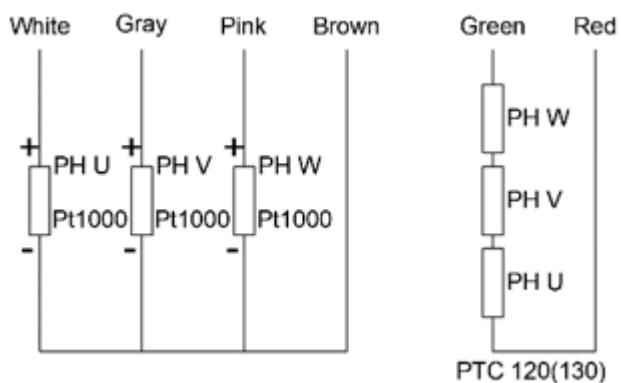 White Gray Pink Brown Green Red
+ + +
PH U PH V PH W
Pt1000 Pt1000 Pt1000
- - -
PH W
PH V
PH U
PTC 120(130)